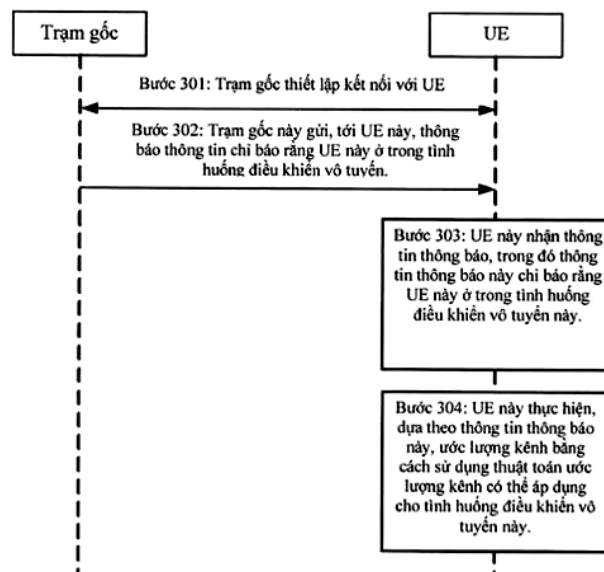 Trạm gốc
UE
Bước 301: Trạm gốc thiết lập kết nối với UE
Bước 302: Trạm gốc này gửi, tới UE này, thông
báo thông tin chỉ báo rằng UE này ở trong tình
huống điều khiển vô tuyến.
Bước 303: UE này nhận thông
tin thông báo, trong đó thông
tin thông báo này chỉ báo rằng
UE này ở trong tình huống
điều khiển vô tuyến này.
Bước 304: UE này thực hiện,
dựa theo thông tin thông báo
này, ước lượng kênh bằng
cách sử dụng thuật toán ước
lượng kênh có thể áp dụng
cho tình huống điều khiển vô
tuyến này.